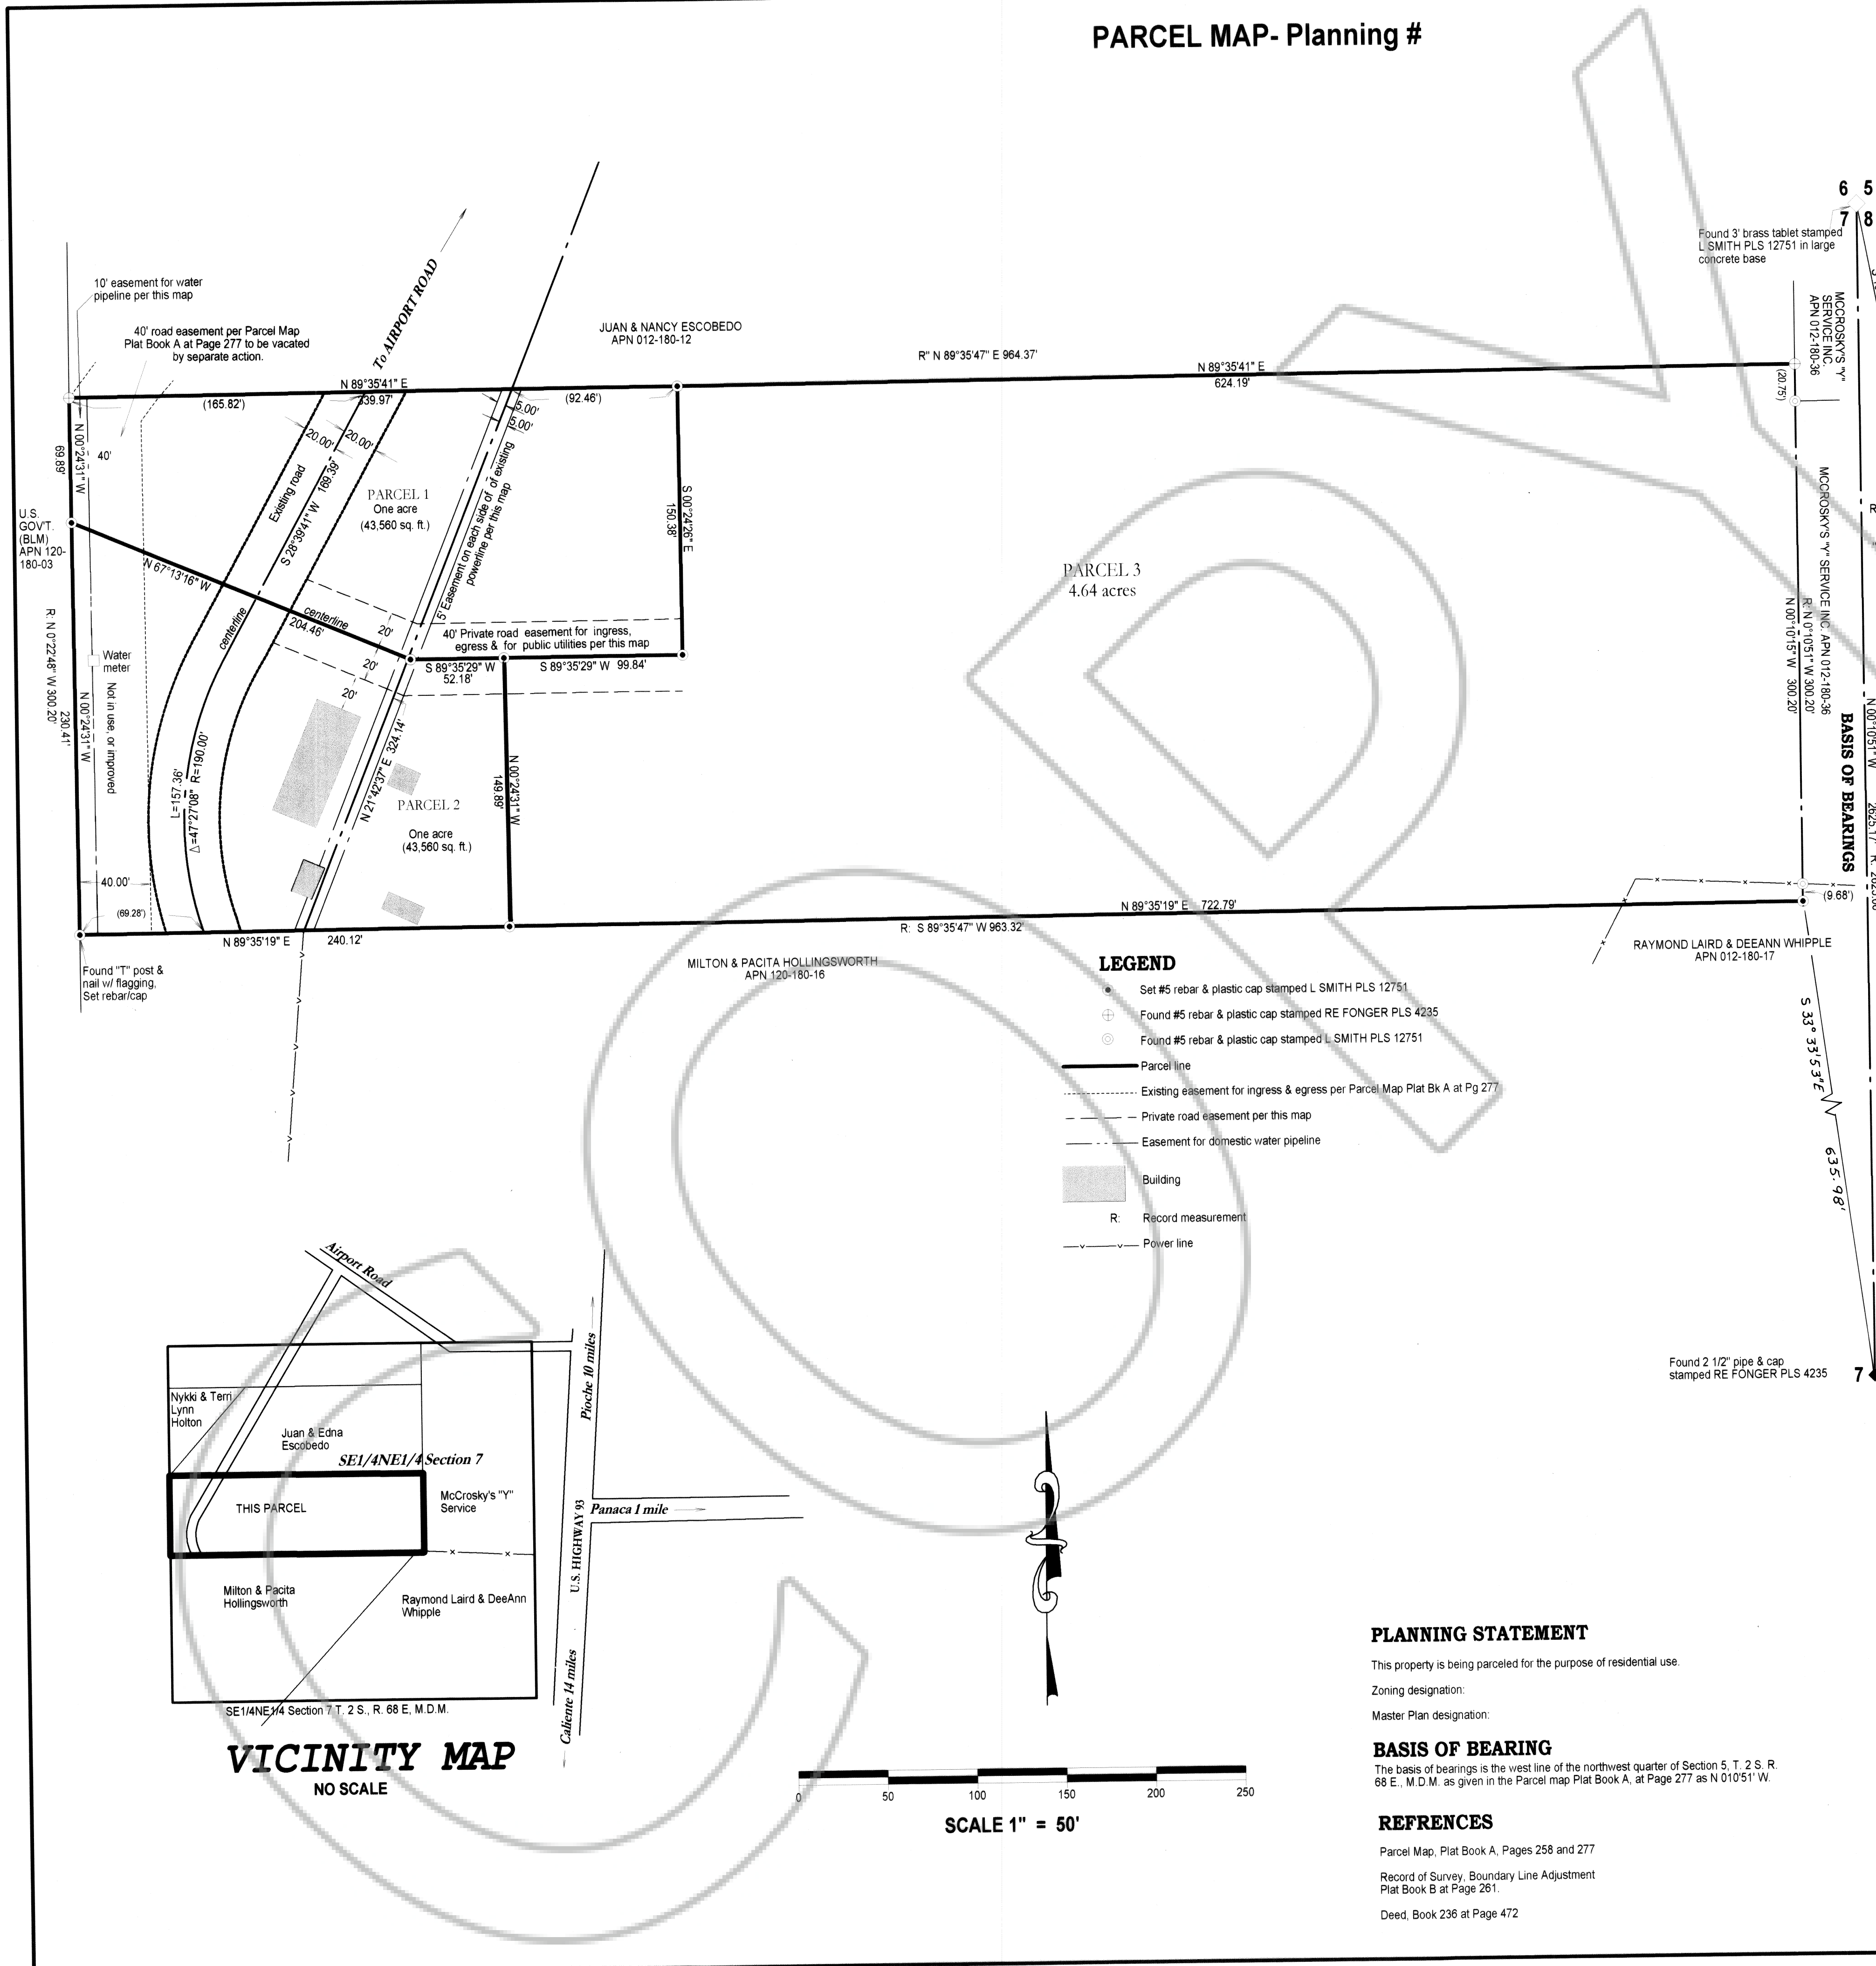 PARCEL MAP- Planning #
6 5
7 8
Found 3' brass tablet stamped
L SMITH PLS 12751 in large
concrete base
MCCROSKY'S "Y"
SERVICE INC.
APN 012-180-36
10' easement for water
pipeline per this map
40' road easement per Parcel Map
Plat Book A at Page 277 to be vacated
by separate action.
To AIRPORT ROAD
JUAN & NANCY ESCOBEDO
APN 012-180-12
R" N 89°35'47" E 964.37'
N 89°35'41" E
339.97'
(165.82')
(92.46')
N 89°35'41" E
624.19'
(20.75')
5.00'
5.00'
20.00'
20.00'
N 00°24'31" W
69.89'
40'
Existing road
S 28°39'41" W 169.39'
PARCEL 1
One acre
(43,560 sq. ft.)
5' Easement on each side of of existing
powerline per this map
S 00°24'26" E
150.38'
U.S.
GOV'T.
(BLM)
APN 120-
180-03
N 67°13'16" W
204.46'
centerline
centerline
20'
20'
20'
40' Private road easement for ingress,
egress & for public utilities per this map
S 89°35'29" W
52.18'
S 89°35'29" W 99.84'
PARCEL 3
4.64 acres
MCCROSKY'S "Y" SERVICE INC. APN 012-180-36
R: N 0°10'51" W 300.20'
N 00°10'15" W 300.20'
R: N 0°22'48" W 300.20'
230.41'
N 00°24'31" W
Water
meter
Not in use, or improved
L=157.36'
△=47°27'08" R=190.00'
N 21°42'37" E 324.14'
PARCEL 2
One acre
(43,560 sq. ft.)
N 00°24'31" W
149.89'
BASIS OF BEARINGS
N 00°10'51" W 2625.17'
40.00'
(69.28')
N 89°35'19" E 240.12'
N 89°35'19" E 722.79'
R: S 89°35'47" W 963.32'
(9.68')
Found "T" post &
nail w/ flagging,
Set rebar/cap
MILTON & PACITA HOLLINGSWORTH
APN 120-180-16
RAYMOND LAIRD & DEEANN WHIPPLE
APN 012-180-17
S 33° 33' 53" E
635.98'
LEGEND
Set #5 rebar & plastic cap stamped L SMITH PLS 12751
Found #5 rebar & plastic cap stamped RE FONGER PLS 4235
Found #5 rebar & plastic cap stamped L SMITH PLS 12751
Parcel line
Existing easement for ingress & egress per Parcel Map Plat Bk A at Pg 277
Private road easement per this map
Easement for domestic water pipeline
Building
R: Record measurement
Power line
Found 2 1/2" pipe & cap
stamped RE FONGER PLS 4235
7
Airport Road
Pioche 10 miles
Nykki & Terri
Lynn
Holton
Juan & Edna
Escobedo
SE1/4NE1/4 Section 7
THIS PARCEL
McCrosky's "Y"
Service
Panaca 1 mile
U.S. HIGHWAY 93
Milton & Pacita
Hollingsworth
Raymond Laird & DeeAnn
Whipple
Caliente 14 miles
SE1/4NE1/4 Section 7 T. 2 S., R. 68 E, M.D.M.
VICINITY MAP
NO SCALE
0 50 100 150 200 250
SCALE 1" = 50'
PLANNING STATEMENT
This property is being parceled for the purpose of residential use.
Zoning designation:
Master Plan designation:
BASIS OF BEARING
The basis of bearings is the west line of the northwest quarter of Section 5, T. 2 S. R.
68 E., M.D.M. as given in the Parcel map Plat Book A, at Page 277 as N 010'51' W.
REFRENCES
Parcel Map, Plat Book A, Pages 258 and 277
Record of Survey, Boundary Line Adjustment
Plat Book B at Page 261.
Deed, Book 236 at Page 472
COPY